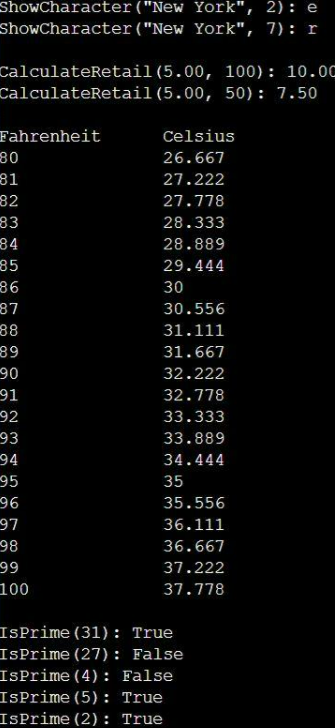 ShowCharacter("New York", 2): e
ShowCharacter("New York", 7): r
CalculateRetail(5.00, 100): 10.00
CalculateRetail(5.00, 50): 7.50
Fahrenheit Celsius
80 26.667
81 27.222
82 27.778
83 28.333
84 28.889
85 29.444
86 30
87 30.556
88 31.111
89 31.667
90 32.222
91 32.778
92 33.333
93 33.889
94 34.444
95 35
96 35.556
97 36.111
98 36.667
99 37.222
100 37.778
IsPrime(31): True
IsPrime(27): False
IsPrime(4): False
IsPrime(5): True
IsPrime(2): True